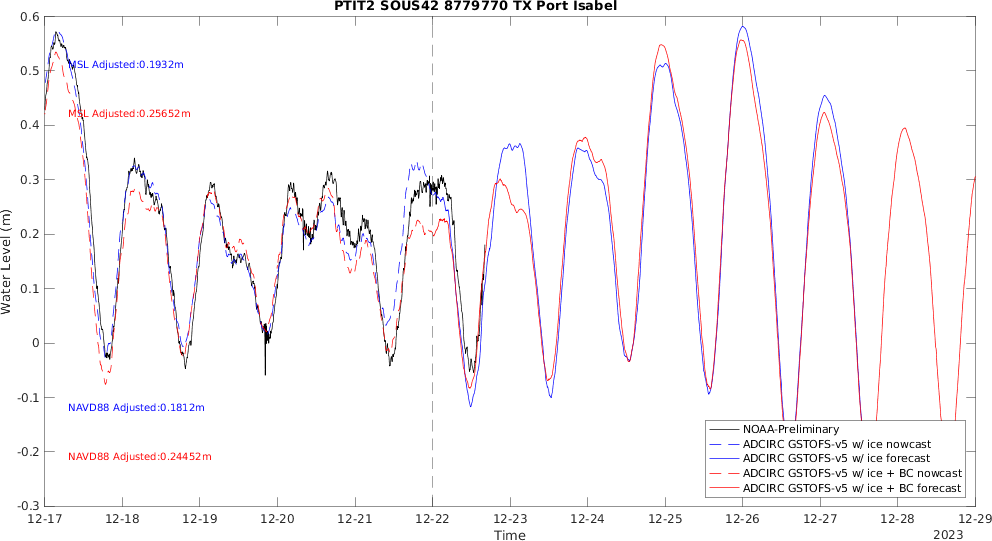 PTIT2 SOUS42 8779770 TX Port Isabel
0.6
0.5
0.4
0.3
0.2
0.1
0
-0.1
-0.2
-0.3
Water Level (m)
MSL Adjusted:0.1932m
MSL Adjusted:0.25652m
NAVD88 Adjusted:0.1812m
NAVD88 Adjusted:0.24452m
NOAA-Preliminary
ADCIRC GSTOFS-v5 w/ ice nowcast
ADCIRC GSTOFS-v5 w/ ice forecast
ADCIRC GSTOFS-v5 w/ ice + BC nowcast
ADCIRC GSTOFS-v5 w/ ice + BC forecast
12-17 12-18 12-19 12-20 12-21 12-22 12-23 12-24 12-25 12-26 12-27 12-28 12-29
Time
2023